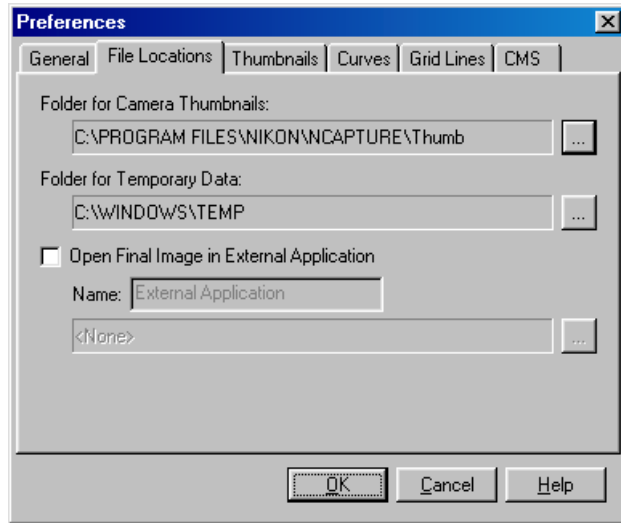 Preferences
General File Locations Thumbnails Curves Grid Lines CMS
Folder for Camera Thumbnails:
C:\PROGRAM FILES\NIKON\NCAPTURE\Thumb ...
Folder for Temporary Data:
C:\WINDOWS\TEMP ...
Open Final Image in External Application
Name: External Application
<None> ...
OK Cancel Help